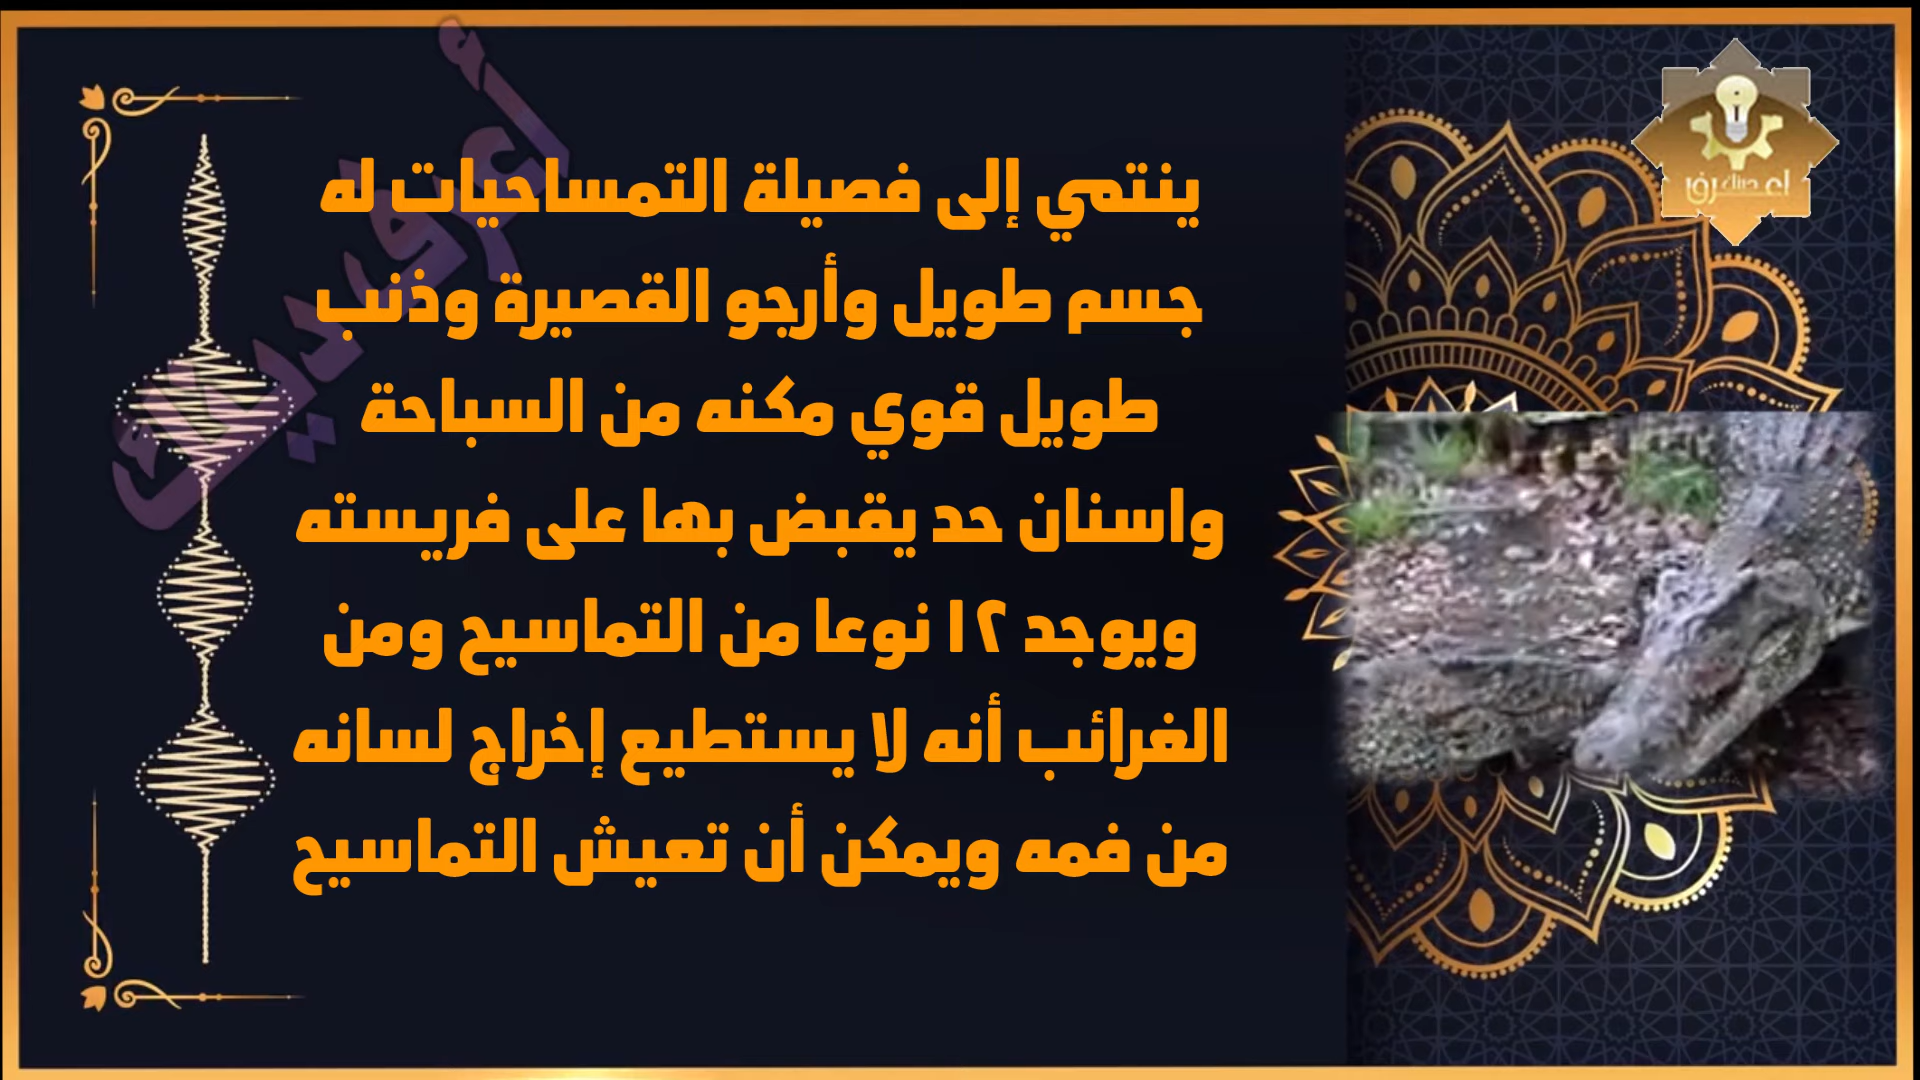 ينتمي إلى فصيلة التمساحيات له
جسم طويل وأرجو القصيرة وذنب
طويل قوي مكنه من السباحة
واسنان حد يقبض بها على فريسته
ويوجد ١٢ نوعا من التماسيح ومن
الغرائب أنه لا يستطيع إخراج لسانه
من فمه ويمكن أن تعيش التماسيح
أعرف دينك